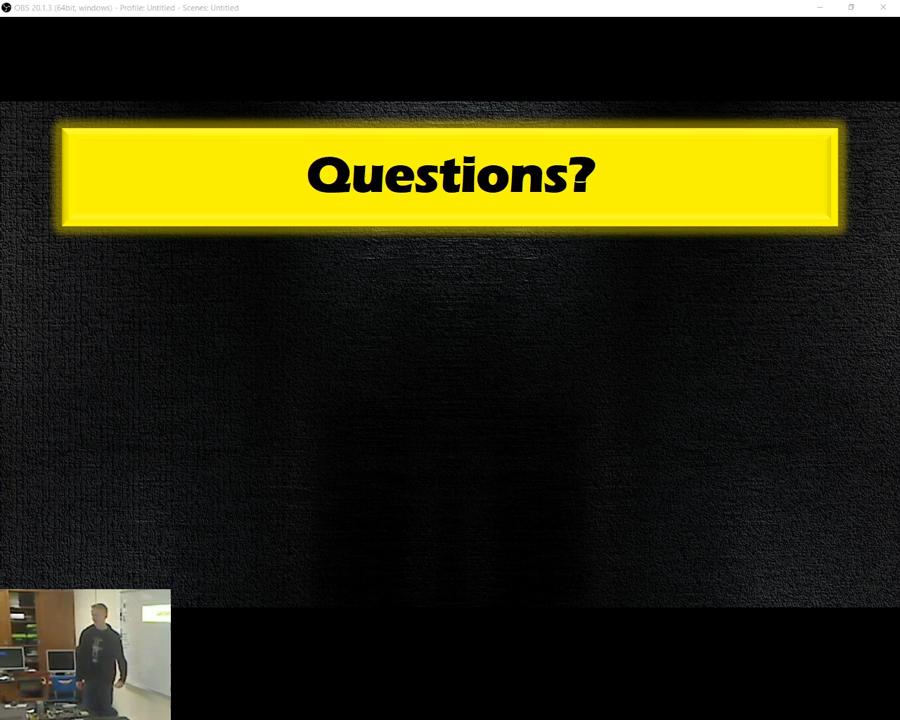 OBS 20.1.3 (64bit, windows) - Profile: Untitled - Scenes: Untitled
Questions?